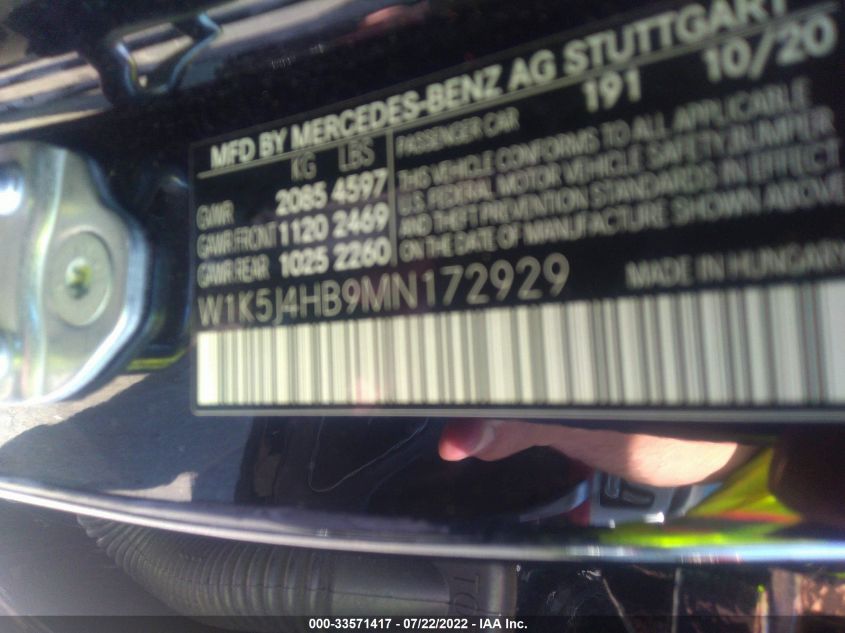 MFD BY MERCEDES-BENZ AG STUTTGART
KG LBS
GVWR 2085 4597
GAWR FRONT 1120 2469
GAWR REAR 1025 2260
191 10/20
PASSENGER CAR
THIS VEHICLE CONFORMS TO ALL APPLICABLE
U.S. FEDERAL MOTOR VEHICLE SAFETY, BUMPER
AND THEFT PREVENTION STANDARDS IN EFFECT
ON THE DATE OF MANUFACTURE SHOWN ABOVE
W1K5J4HB9MN172929
MADE IN HUNGARY
000-33571417 - 07/22/2022 - IAA Inc.